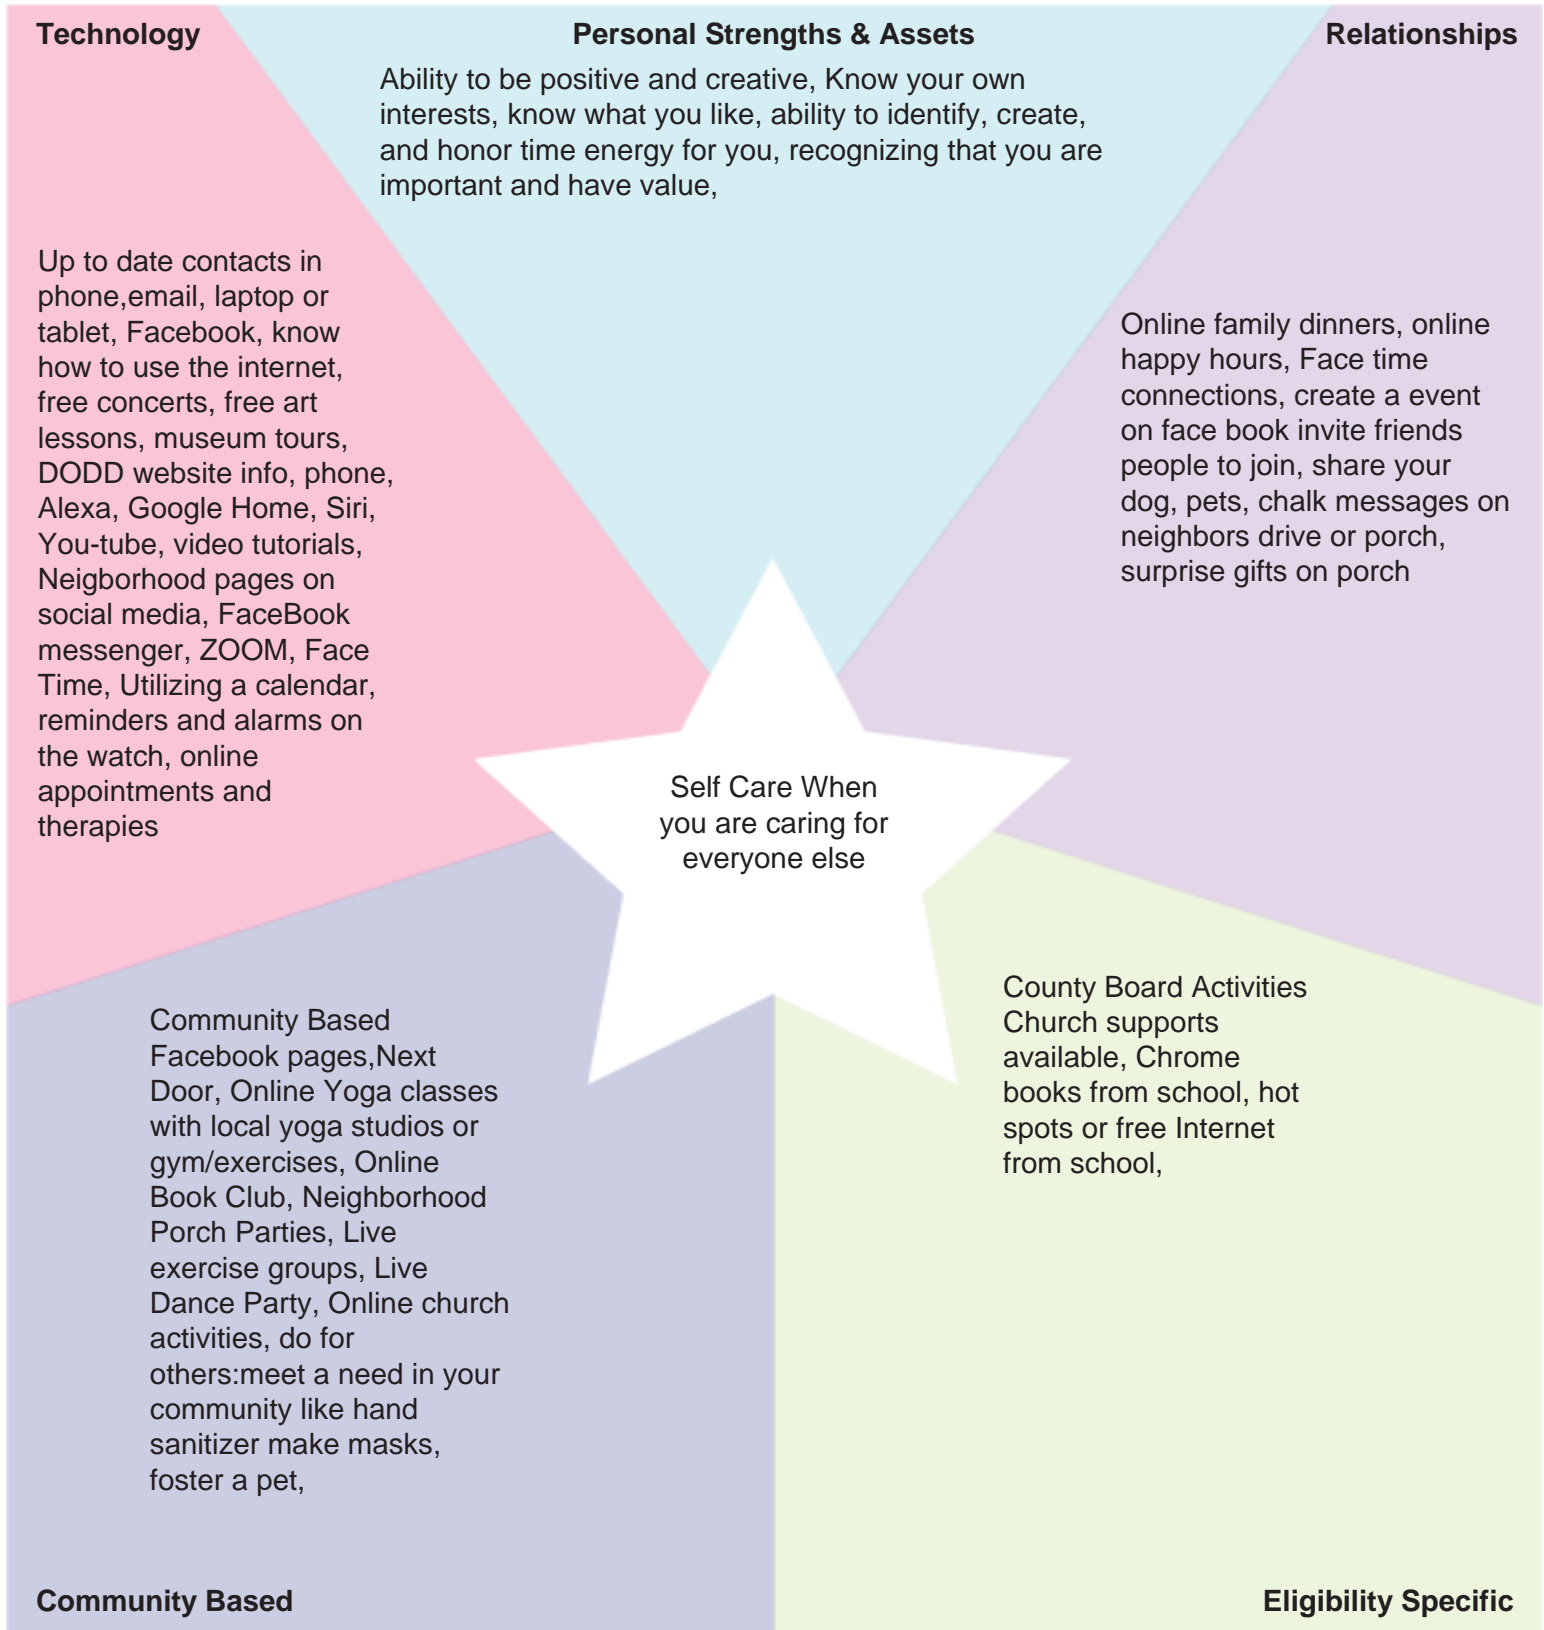 Technology
Personal Strengths & Assets
Relationships
Ability to be positive and creative, Know your own
interests, know what you like, ability to identify, create,
and honor time energy for you, recognizing that you are
important and have value,
Up to date contacts in
phone,email, laptop or
tablet, Facebook, know
how to use the internet,
free concerts, free art
lessons, museum tours,
DODD website info, phone,
Alexa, Google Home, Siri,
You-tube, video tutorials,
Neigborhood pages on
social media, FaceBook
messenger, ZOOM, Face
Time, Utilizing a calendar,
reminders and alarms on
the watch, online
appointments and
therapies
Online family dinners, online
happy hours, Face time
connections, create a event
on face book invite friends
people to join, share your
dog, pets, chalk messages on
neighbors drive or porch,
surprise gifts on porch
Self Care When
you are caring for
everyone else
Community Based
Facebook pages,Next
Door, Online Yoga classes
with local yoga studios or
gym/exercises, Online
Book Club, Neighborhood
Porch Parties, Live
exercise groups, Live
Dance Party, Online church
activities, do for
others:meet a need in your
community like hand
sanitizer make masks,
foster a pet,
County Board Activities
Church supports
available, Chrome
books from school, hot
spots or free Internet
from school,
Community Based
Eligibility Specific